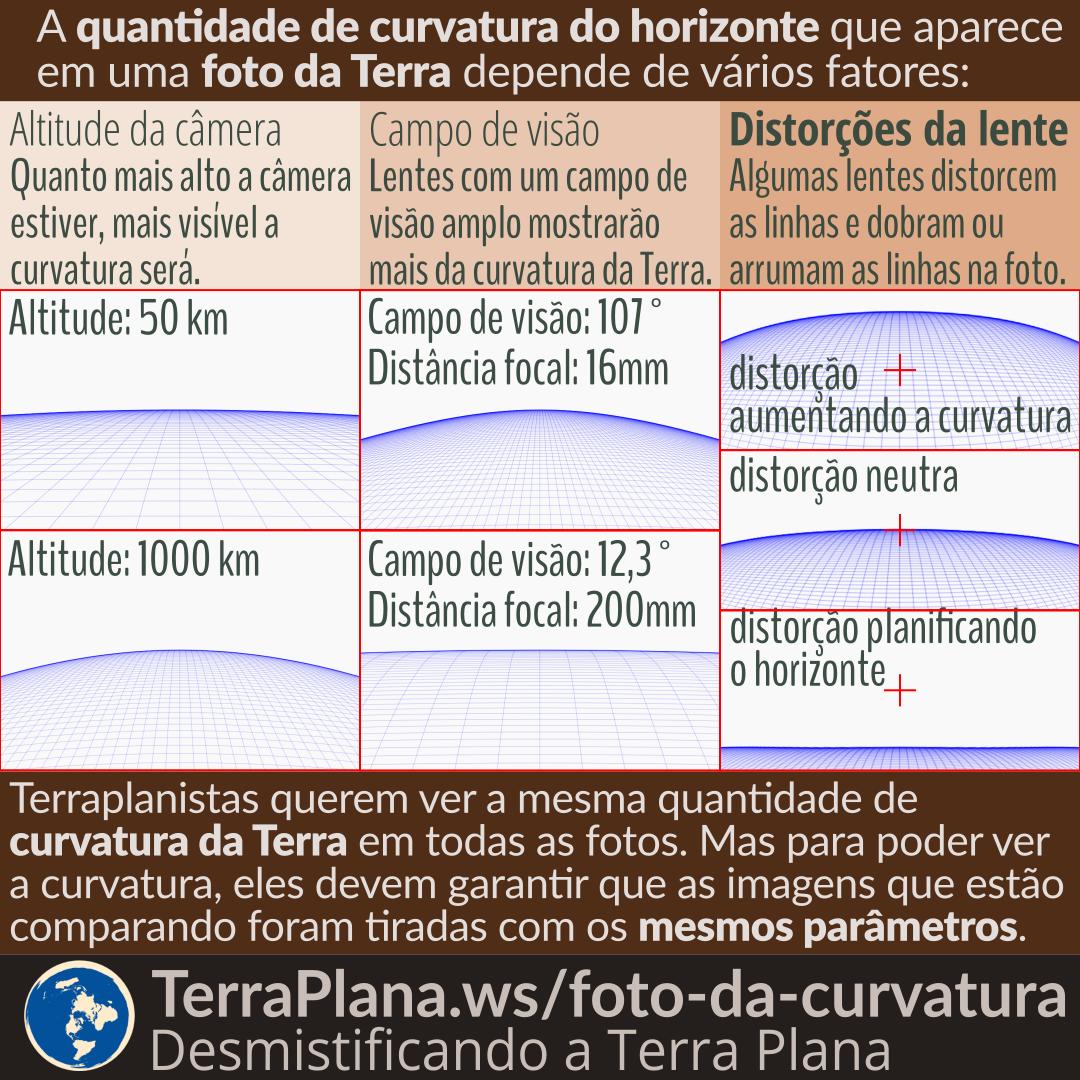 A quantidade de curvatura do horizonte que aparece
em uma foto da Terra depende de vários fatores:
Altitude da câmera
Quanto mais alto a câmera
estiver, mais visível a
curvatura será.
Altitude: 50 km
Altitude: 1000 km
Campo de visão
Lentes com um campo de
visão amplo mostrarão
mais da curvatura da Terra.
Campo de visão: 107°
Distância focal: 16mm
Campo de visão: 12,3°
Distância focal: 200mm
Distorções da lente
Algumas lentes distorcem
as linhas e dobram ou
arrumam as linhas na foto.
distorção
aumentando a curvatura
distorção neutra
distorção planificando
o horizonte
Terraplanistas querem ver a mesma quantidade de
curvatura da Terra em todas as fotos. Mas para poder ver
a curvatura, eles devem garantir que as imagens que estão
comparando foram tiradas com os mesmos parâmetros.
TerraPlana.ws/foto-da-curvatura
Desmistificando a Terra Plana